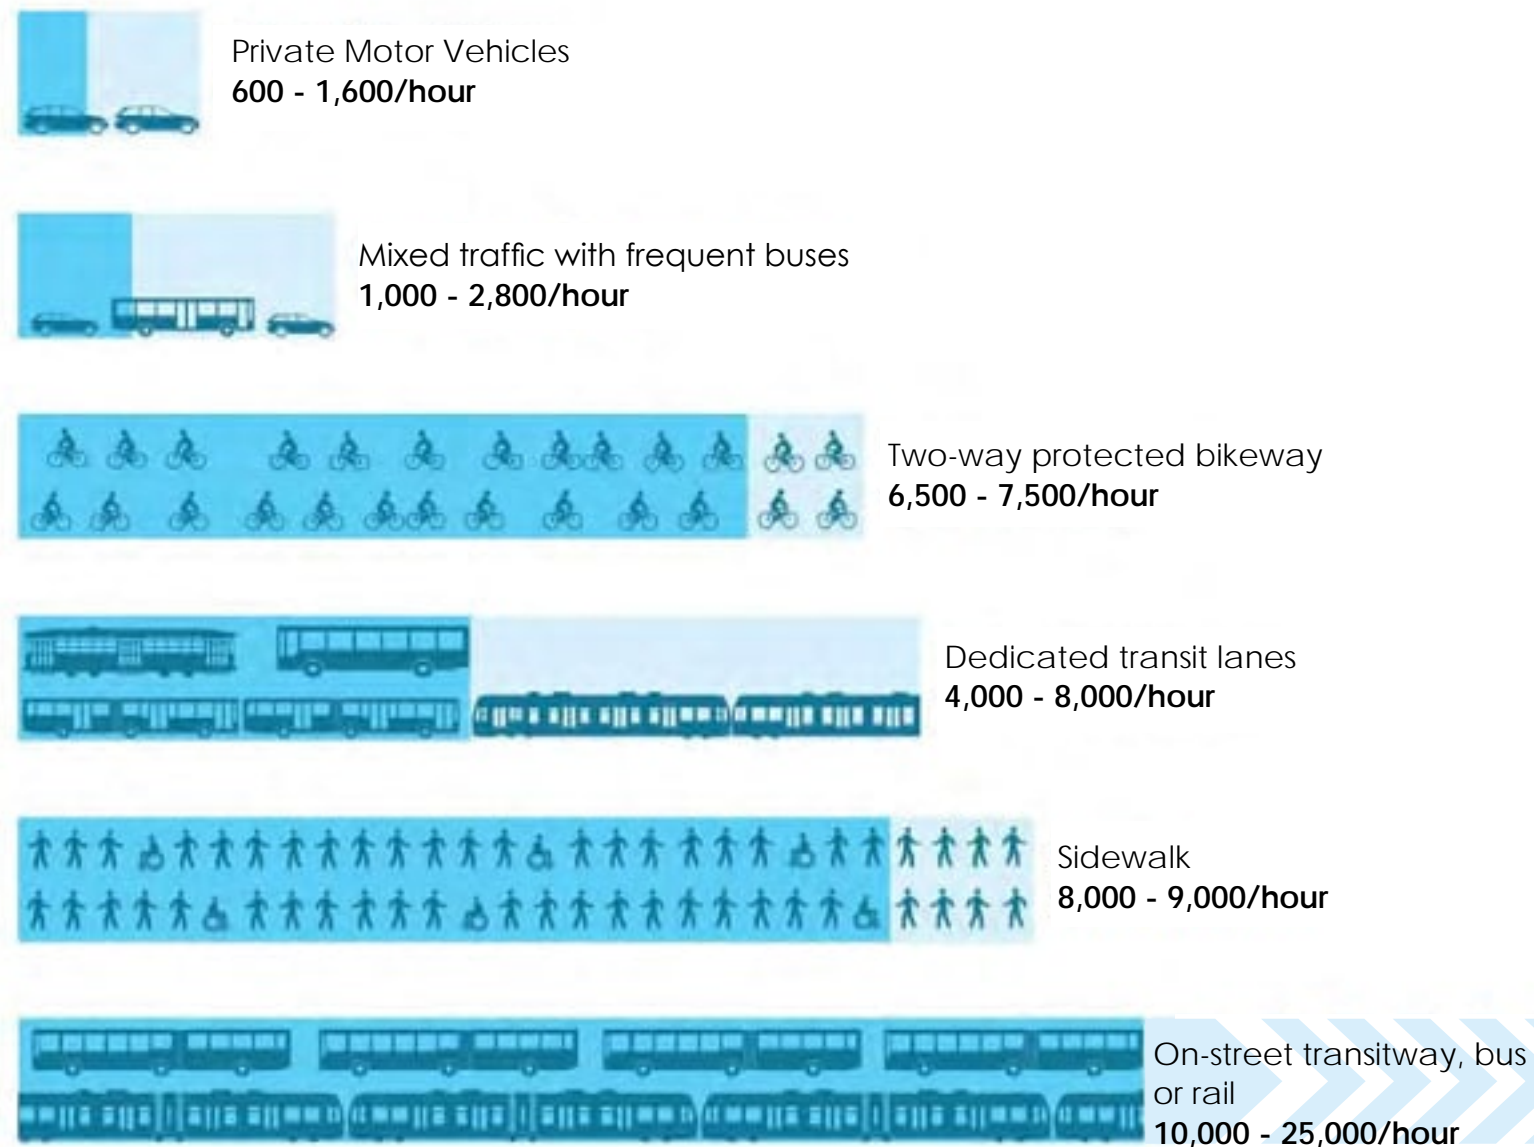 Private Motor Vehicles
600 - 1,600/hour
Mixed traffic with frequent buses
1,000 - 2,800/hour
Two-way protected bikeway
6,500 - 7,500/hour
Dedicated transit lanes
4,000 - 8,000/hour
Sidewalk
8,000 - 9,000/hour
On-street transitway, bus
or rail
10,000 - 25,000/hour